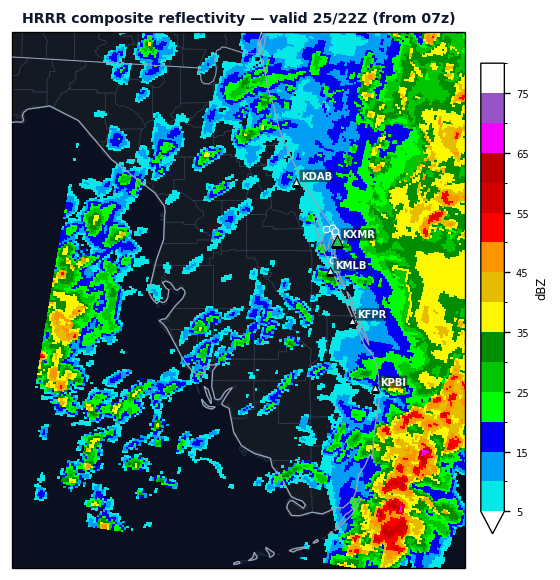 HRRR composite reflectivity — valid 25/22Z (from 07z)
KDAB
KXMR
KMLB
KFPR
KPBI
75
65
55
45
35
25
15
5
dBZ